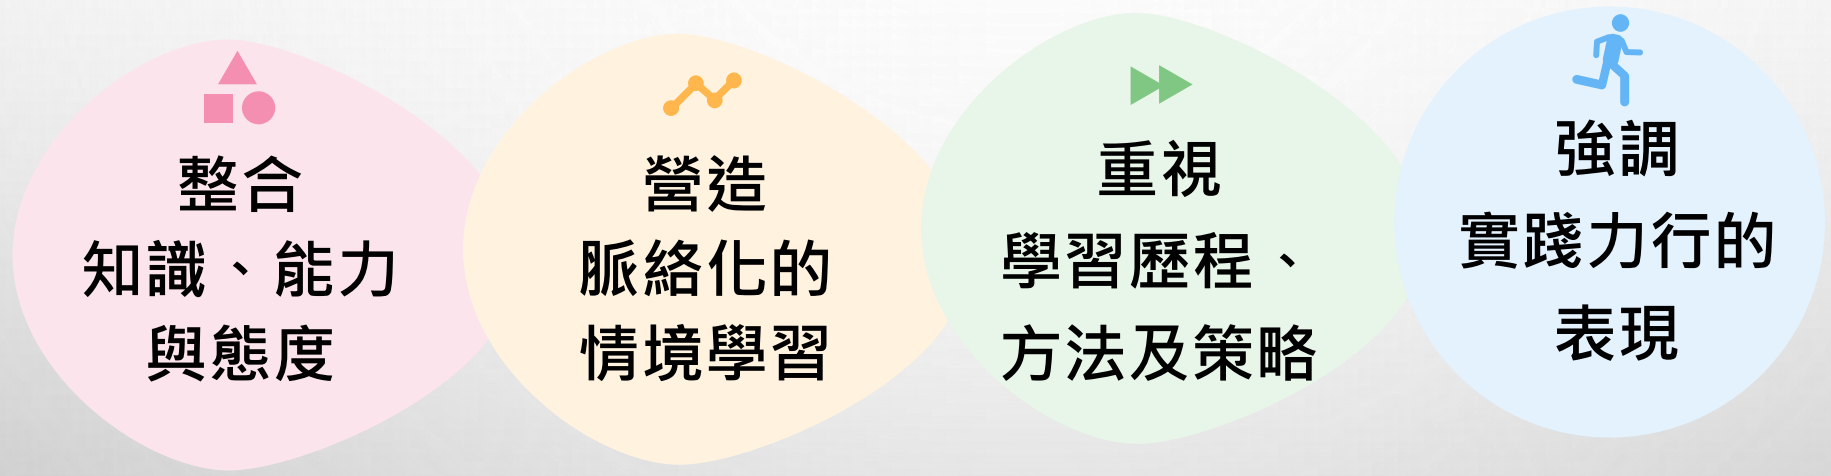 整合
知識、能力
與態度
營造
脈絡化的
情境學習
重視
學習歷程、
方法及策略
強調
實踐力行的
表現